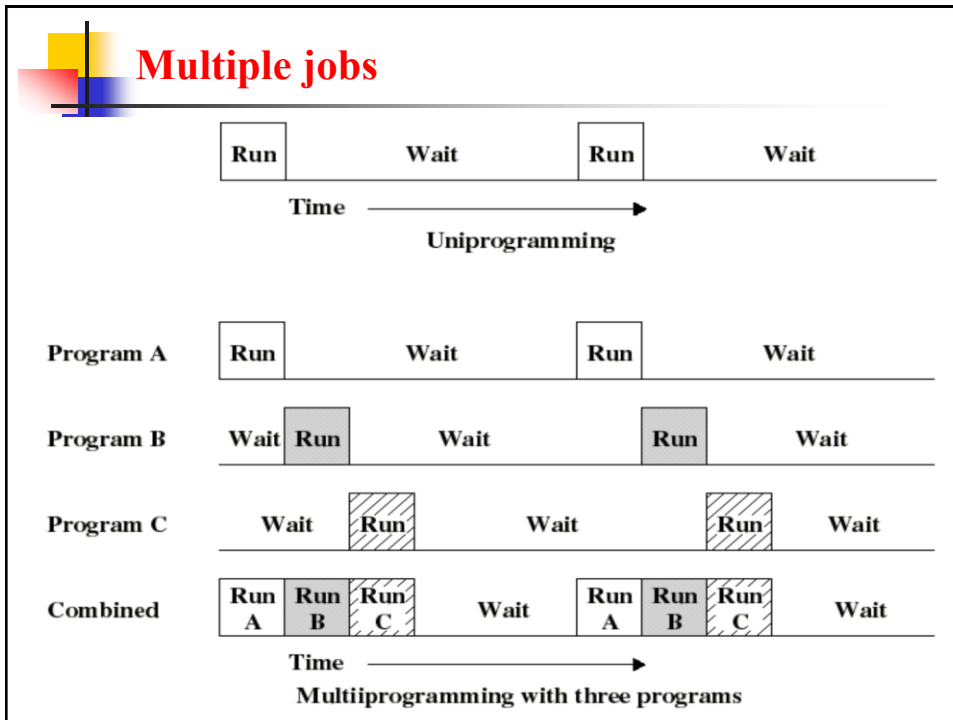 Multiple jobs
Run Wait Run Wait
Time
Uniprogramming
Program A Run Wait Run Wait
Program B Wait Run Wait Run Wait
Program C Wait Run Wait Run Wait
Combined Run A Run B Run C Wait Run A Run B Run C Wait
Time
Multiiprogramming with three programs